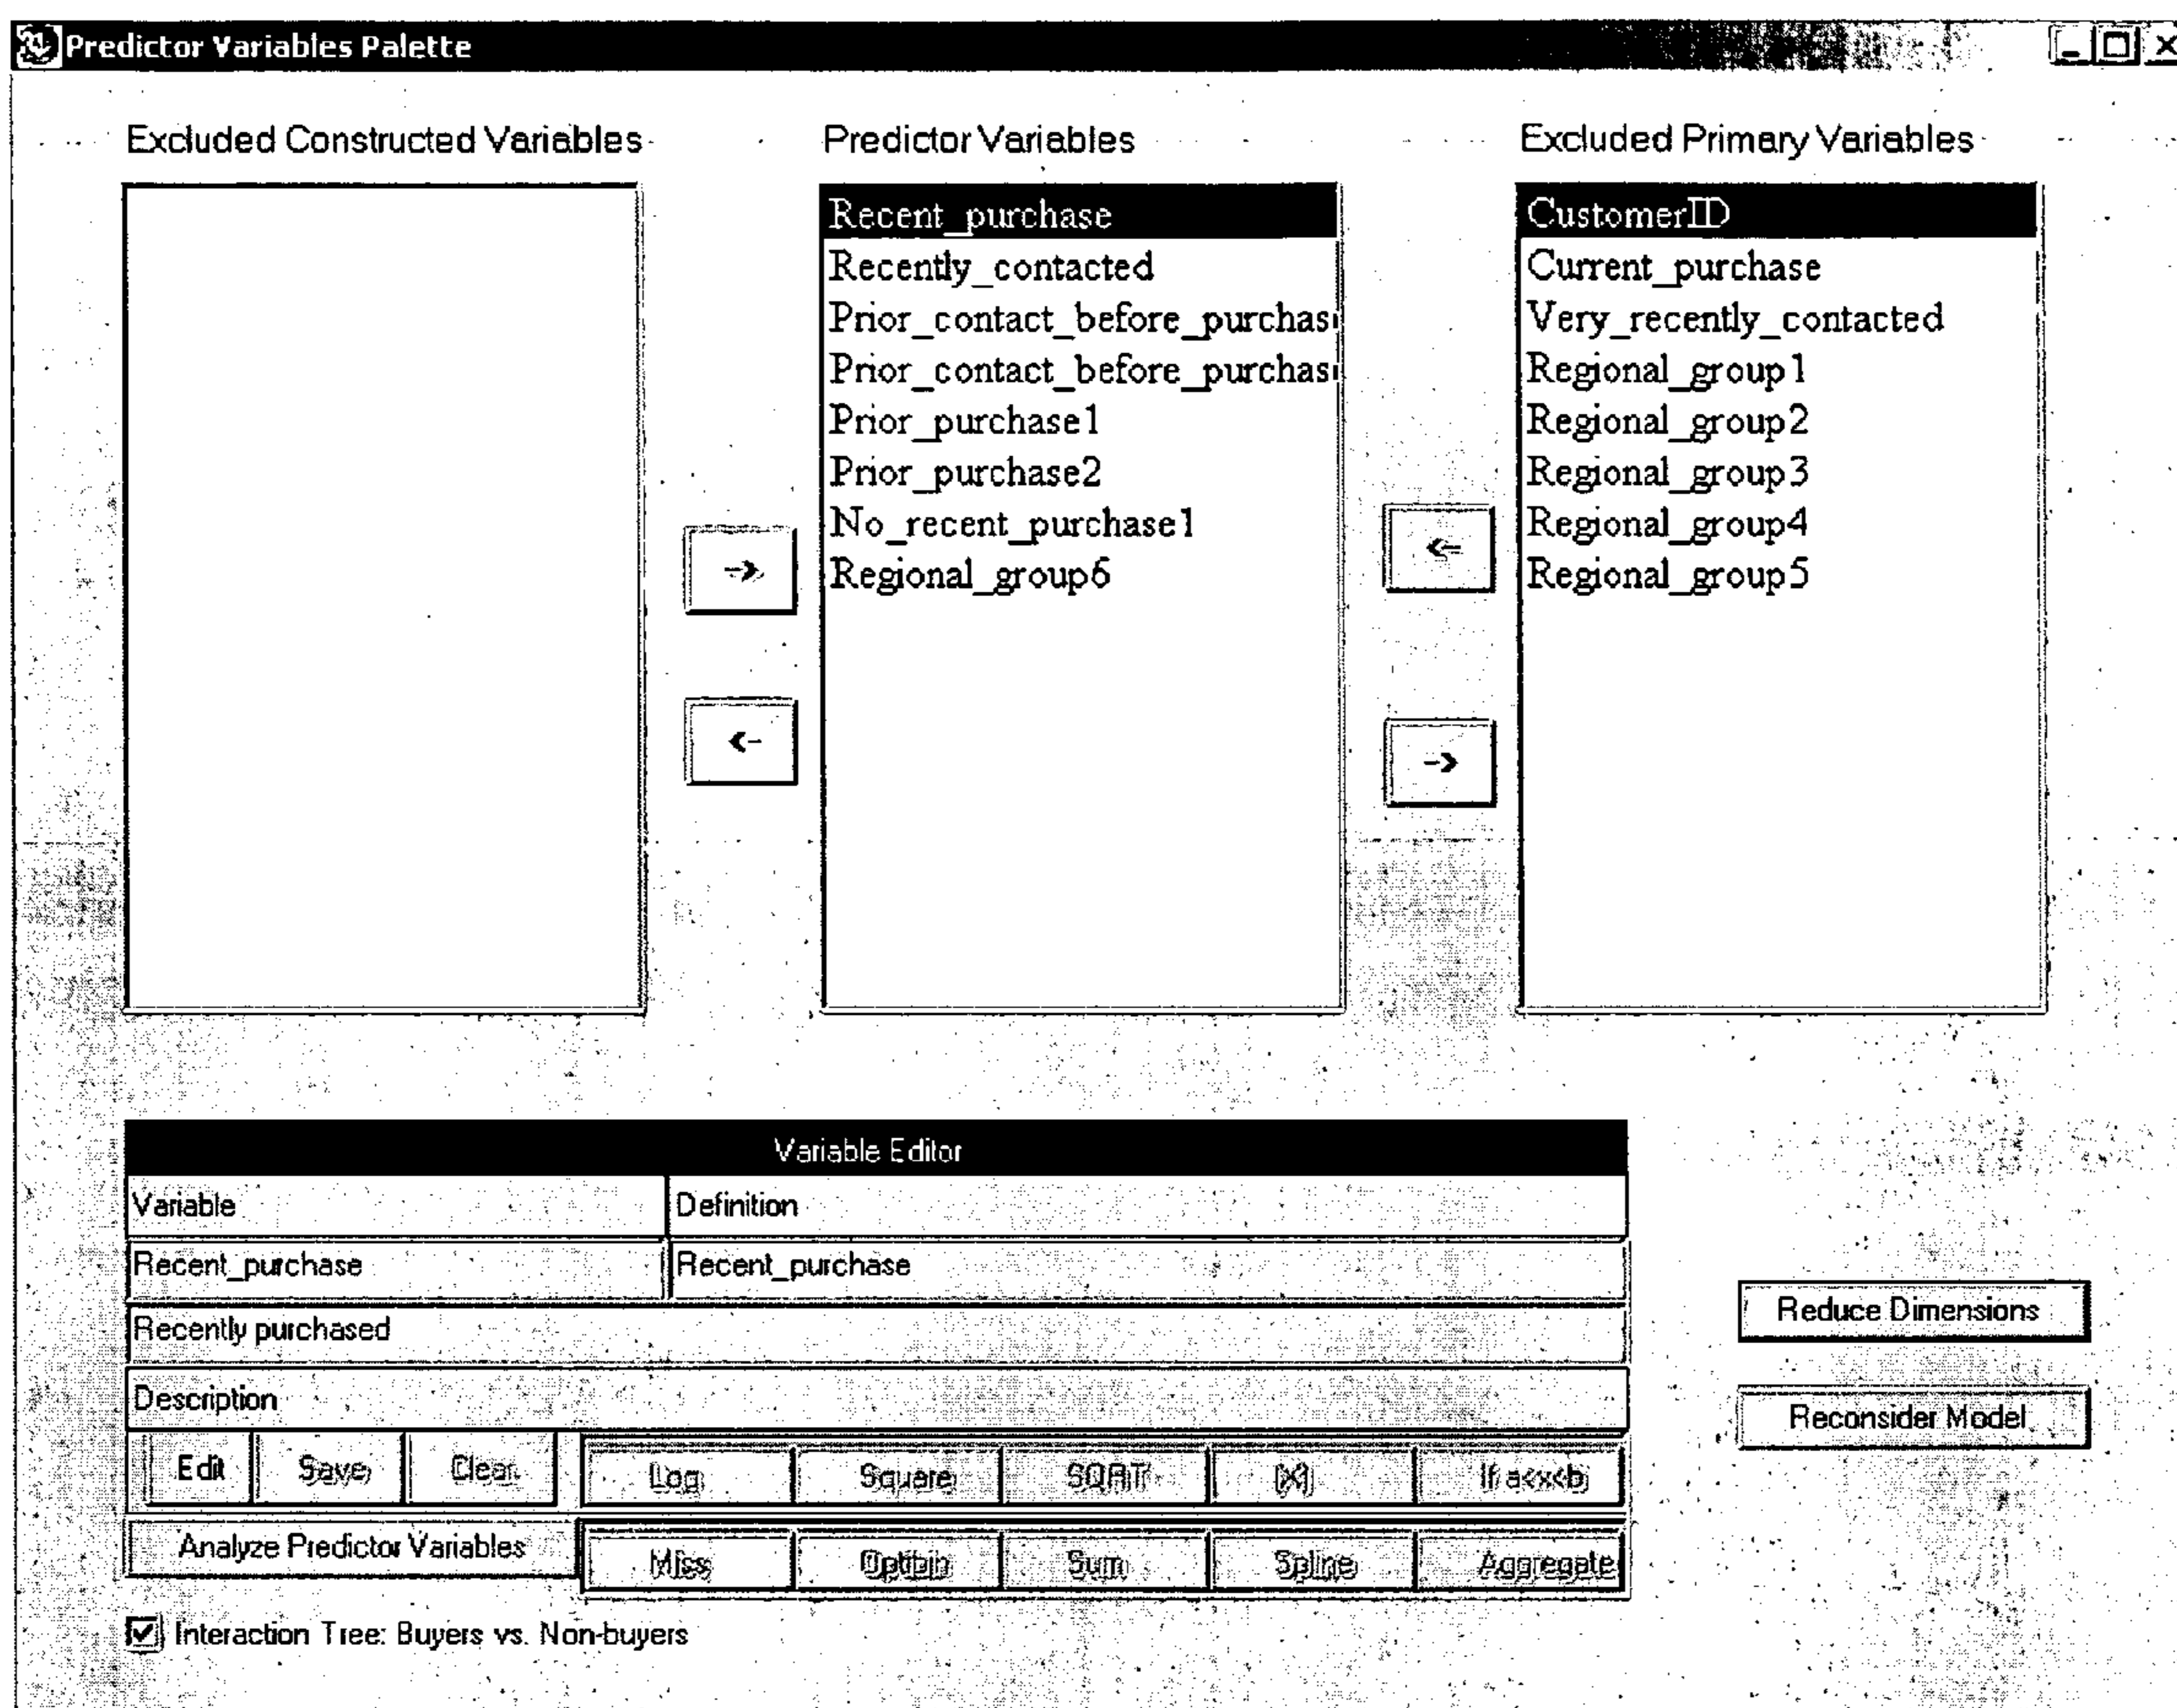 Predictor Variables Palette
Excluded Constructed Variables
Predictor Variables
Excluded Primary Variables
Recent_purchase
Recently_contacted
Prior_contact_before_purchas
Prior_contact_before_purchas
Prior_purchase1
Prior_purchase2
No_recent_purchase1
Regional_group6
CustomerID
Current_purchase
Very_recently_contacted
Regional_group1
Regional_group2
Regional_group3
Regional_group4
Regional_group5
->
<-
<-
->
Variable Editor
Variable Definition
Recent_purchase Recent_purchase
Recently purchased
Description
Edit Save Clear Log Square SQRT If a<x<b
Analyze Predictor Variables Miss Optibin Sum Spline Aggregate
Interaction Tree: Buyers vs. Non-buyers
Reduce Dimensions
Reconsider Model